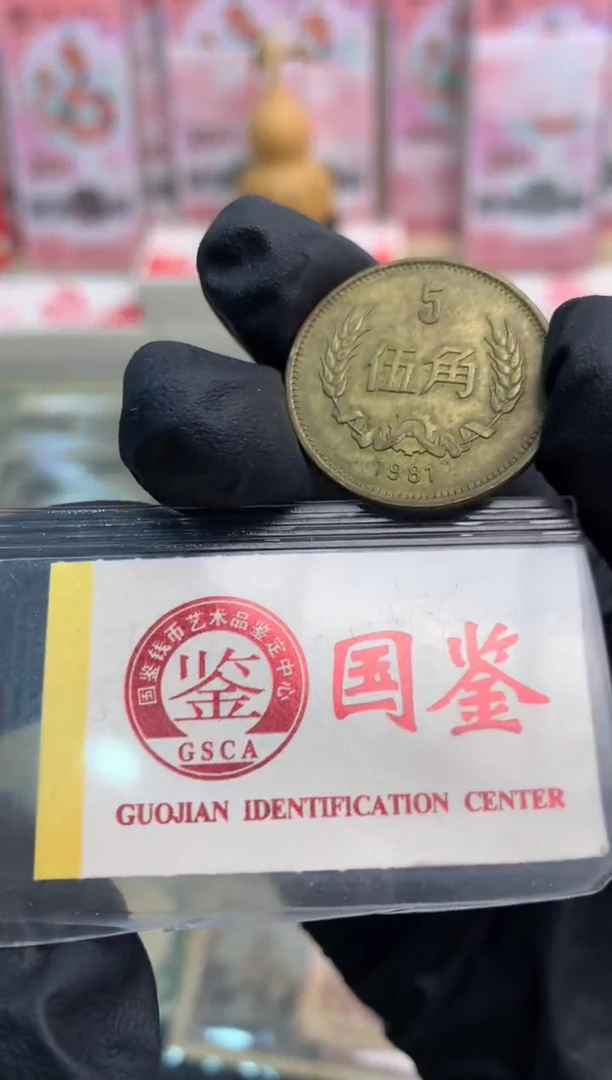 5
伍角
1981
国鉴钱币艺术品鉴定中心
鉴
GSCA
国鉴
GUOJIAN IDENTIFICATION CENTER